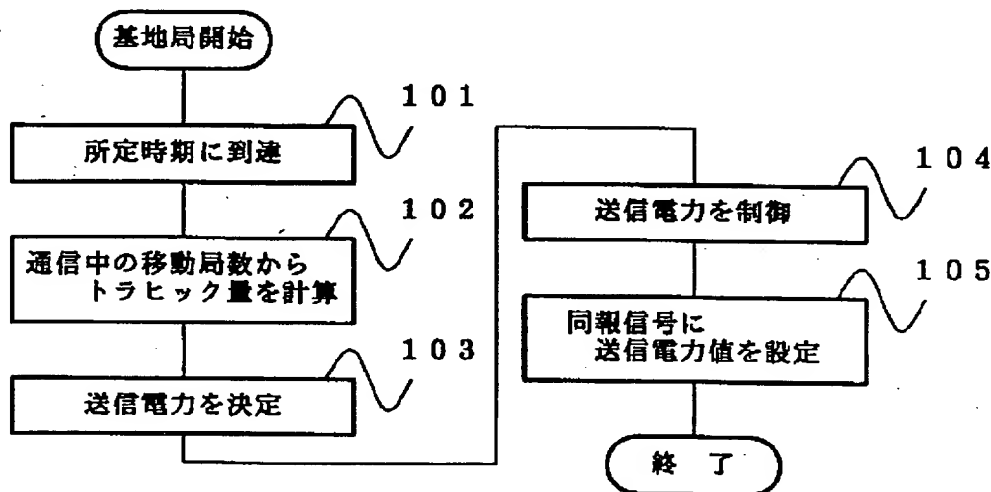 基地局開始
101
所定時期に到達
102
通信中の移動局数から
トラヒック量を計算
103
送信電力を決定
104
送信電力を制御
105
同報信号に
送信電力値を設定
終 了